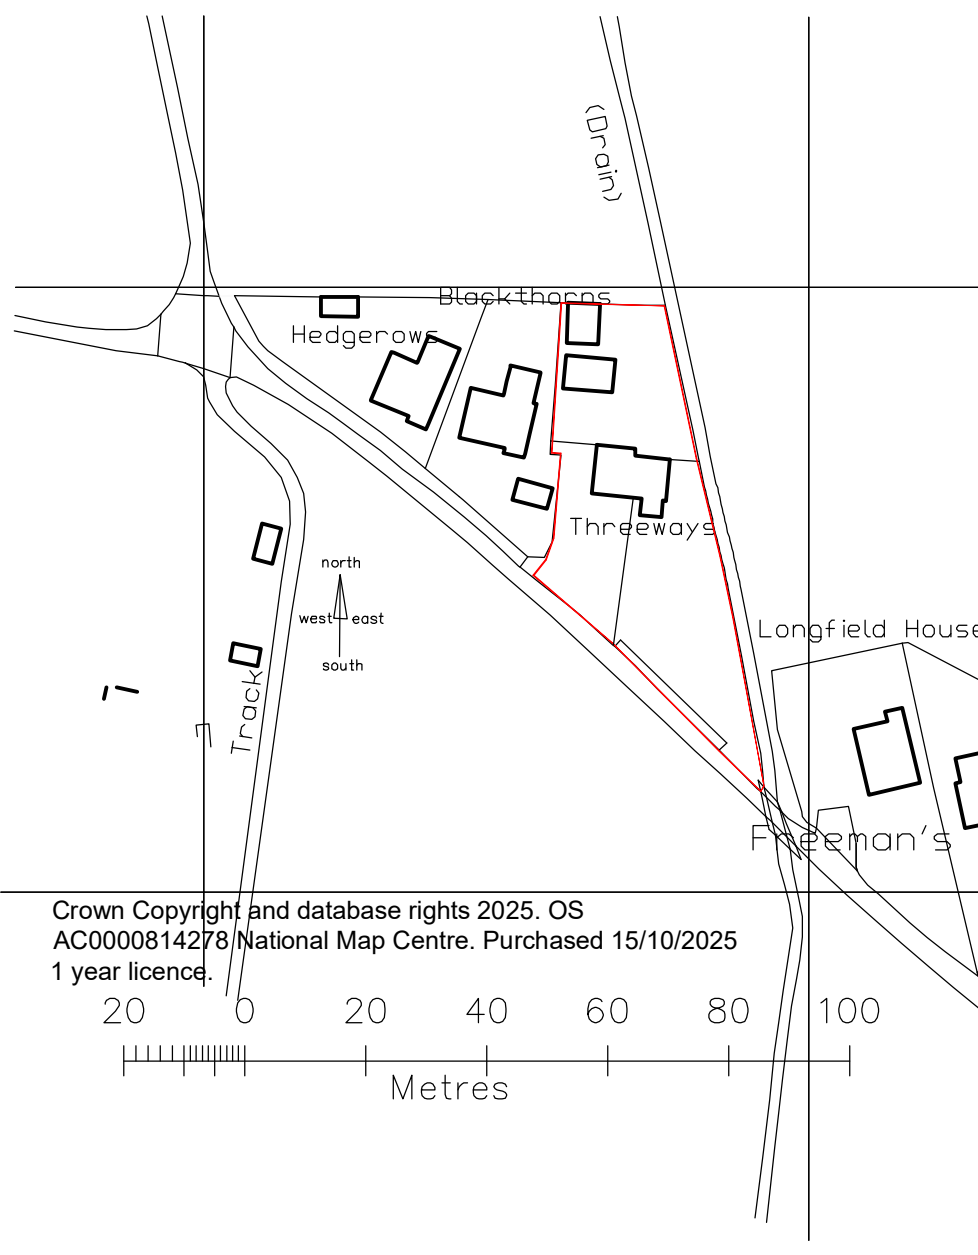 (Drain)
Blackthorns
Hedgerows
Threeways
north
west east
south
Longfield House
Track
Freeman's
Crown Copyright and database rights 2025. OS
AC0000814278 National Map Centre. Purchased 15/10/2025
1 year licence.
20 0 20 40 60 80 100
Metres